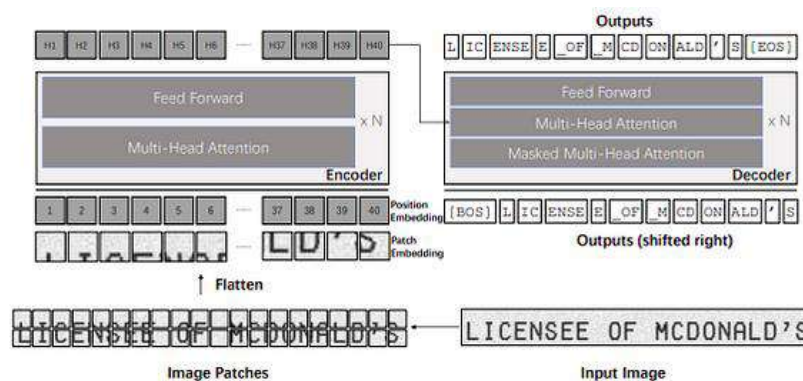 Outputs
H1 H2 H3 H4 H5 H6 ...... H37 H38 H39 H40
L IC ENSE E _OF _M CD ON ALD ' S [EOS]
Feed Forward
Multi-Head Attention
x N
Encoder
Feed Forward
Multi-Head Attention
Masked Multi-Head Attention
x N
Decoder
1 2 3 4 5 6 ...... 37 38 39 40
Position Embedding
[BOS] L IC ENSE E _OF _M CD ON ALD ' S
LICENSE
LD'S
Patch Embedding
Outputs (shifted right)
Flatten
LICENSEE OF MCDONALD'S
LICENSEE OF MCDONALD'S
Image Patches
Input Image